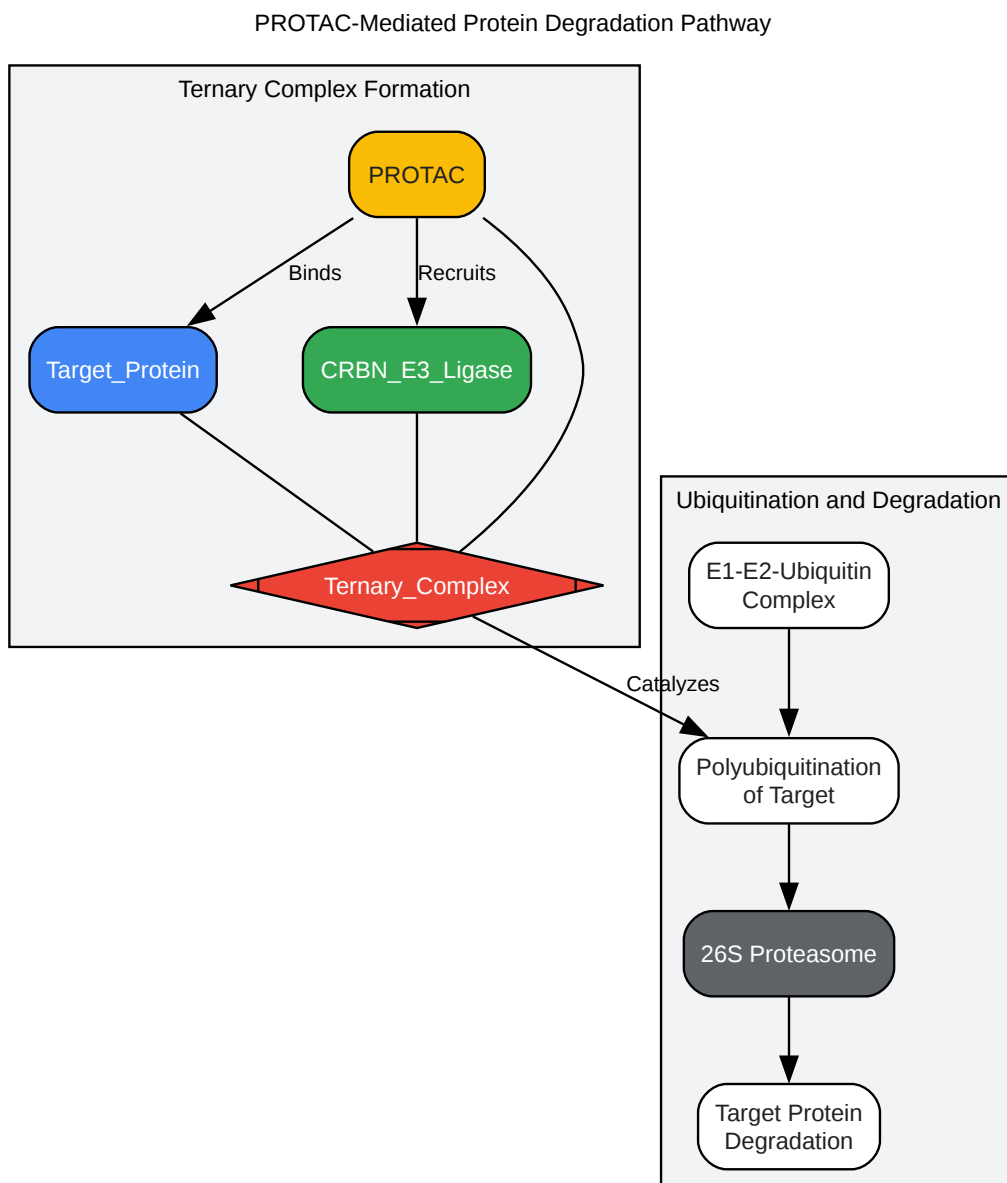 PROTAC-Mediated Protein Degradation Pathway
Ternary Complex Formation
PROTAC
Binds
Recruits
Target_Protein
CRBN_E3_Ligase
Ternary_Complex
Catalyzes
Ubiquitination and Degradation
E1-E2-Ubiquitin
Complex
Polyubiquitination
of Target
26S Proteasome
Target Protein
Degradation